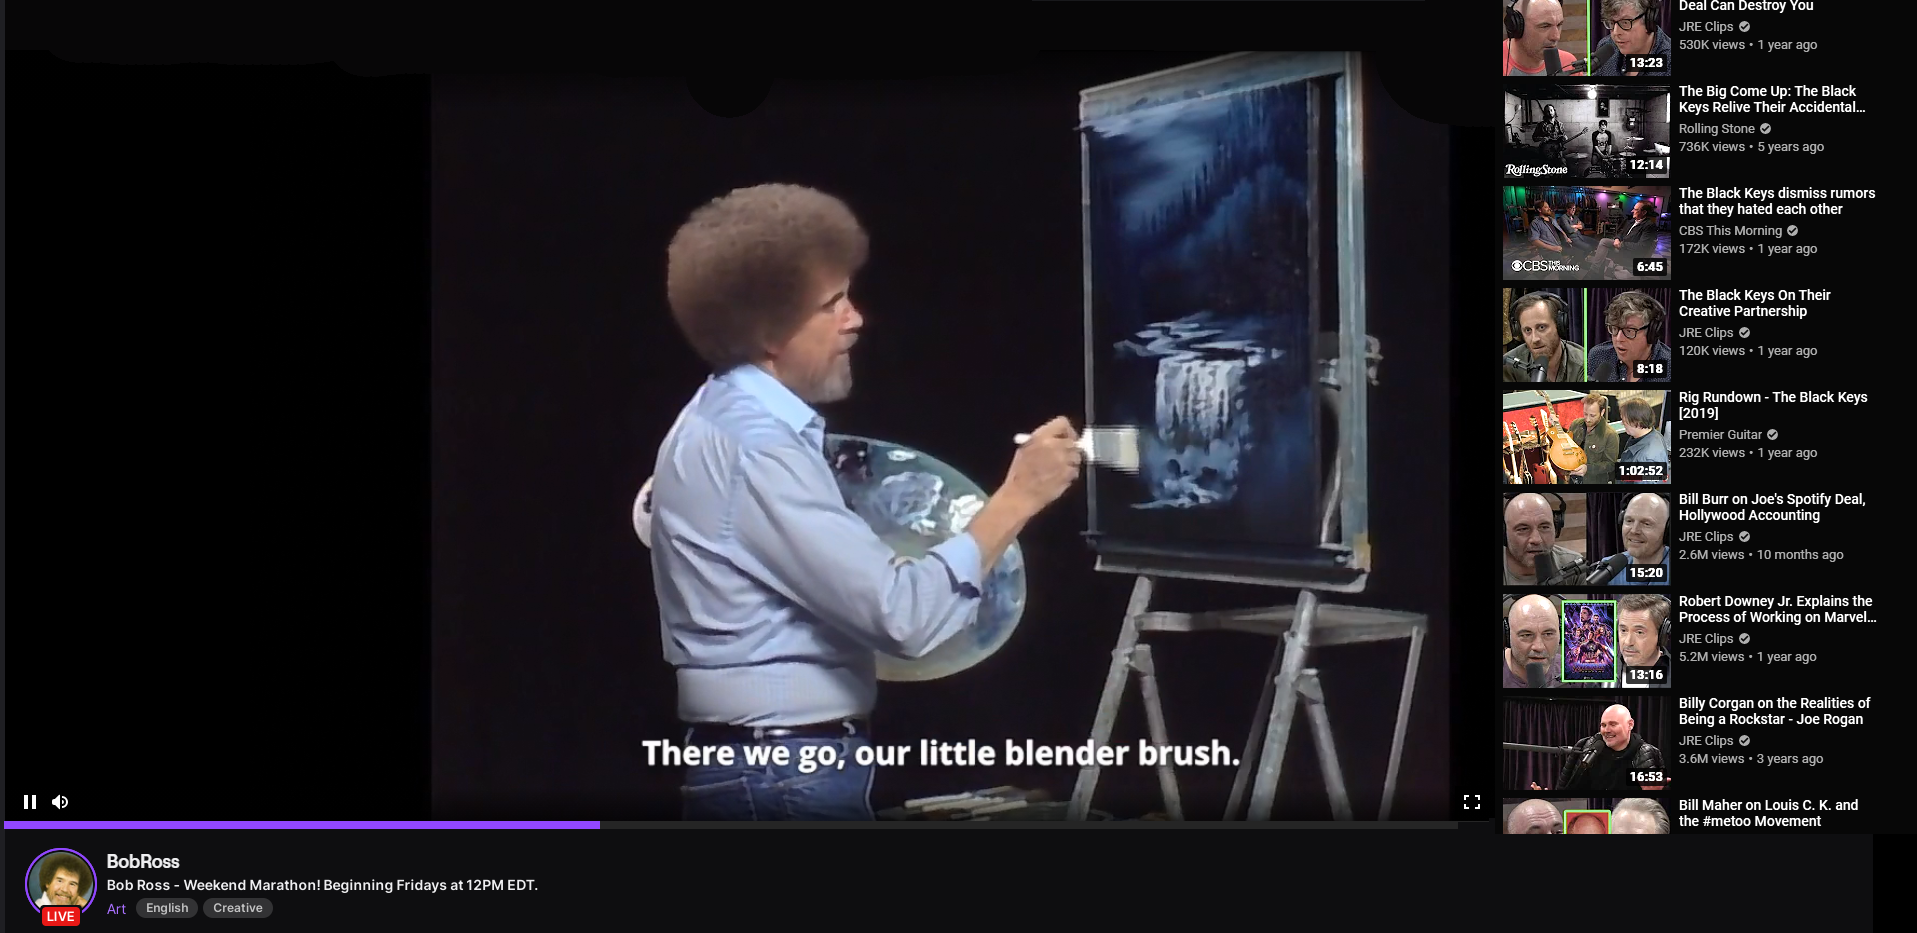 There we go, our little blender brush.
BobRoss
Bob Ross - Weekend Marathon! Beginning Fridays at 12PM EDT.
Art English Creative
LIVE
Deal Can Destroy You
JRE Clips
530K views • 1 year ago
13:23
The Big Come Up: The Black
Keys Relive Their Accidental...
Rolling Stone
736K views • 5 years ago
RollingStone
12:14
The Black Keys dismiss rumors
that they hated each other
CBS This Morning
172K views • 1 year ago
CBS THIS MORNING
6:45
The Black Keys On Their
Creative Partnership
JRE Clips
120K views • 1 year ago
8:18
Rig Rundown - The Black Keys
[2019]
Premier Guitar
232K views • 1 year ago
1:02:52
Bill Burr on Joe's Spotify Deal,
Hollywood Accounting
JRE Clips
2.6M views • 10 months ago
15:20
Robert Downey Jr. Explains the
Process of Working on Marvel...
JRE Clips
5.2M views • 1 year ago
13:16
Billy Corgan on the Realities of
Being a Rockstar - Joe Rogan
JRE Clips
3.6M views • 3 years ago
16:53
Bill Maher on Louis C. K. and
the #metoo Movement